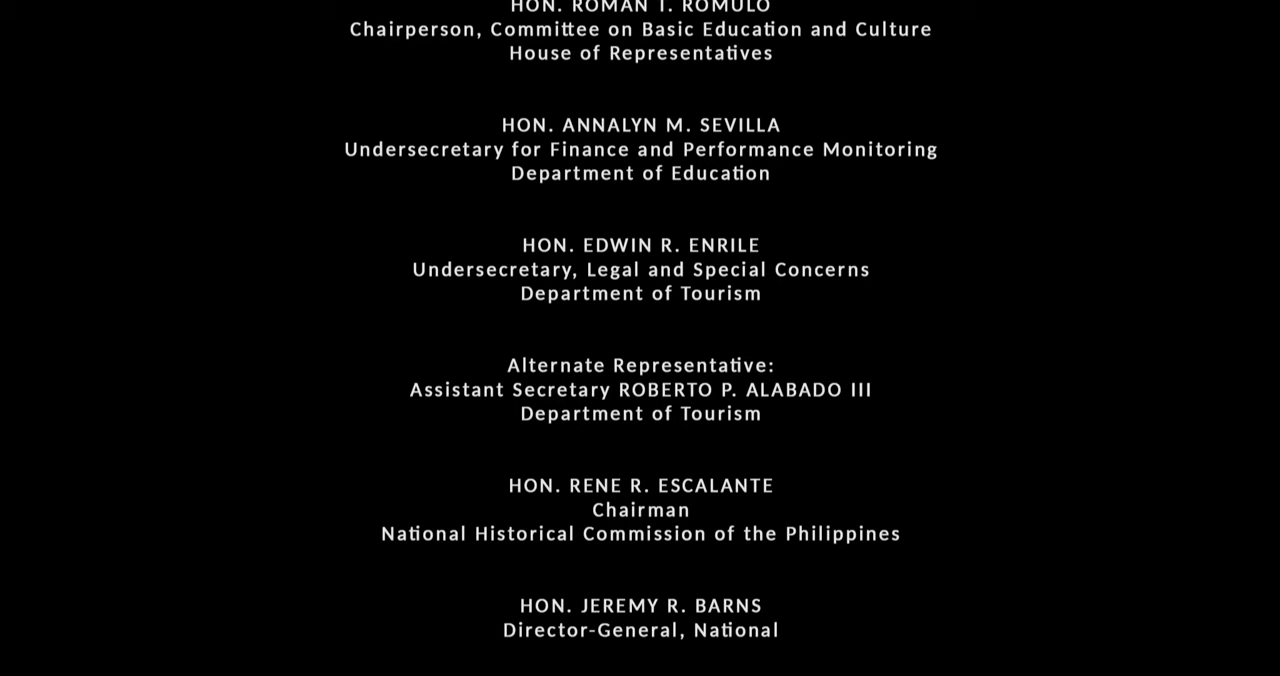 HON. ROMAN T. ROMULO
Chairperson, Committee on Basic Education and Culture
House of Representatives
HON. ANNALYN M. SEVILLA
Undersecretary for Finance and Performance Monitoring
Department of Education
HON. EDWIN R. ENRILE
Undersecretary, Legal and Special Concerns
Department of Tourism
Alternate Representative:
Assistant Secretary ROBERTO P. ALABADO III
Department of Tourism
HON. RENE R. ESCALANTE
Chairman
National Historical Commission of the Philippines
HON. JEREMY R. BARNS
Director-General, National